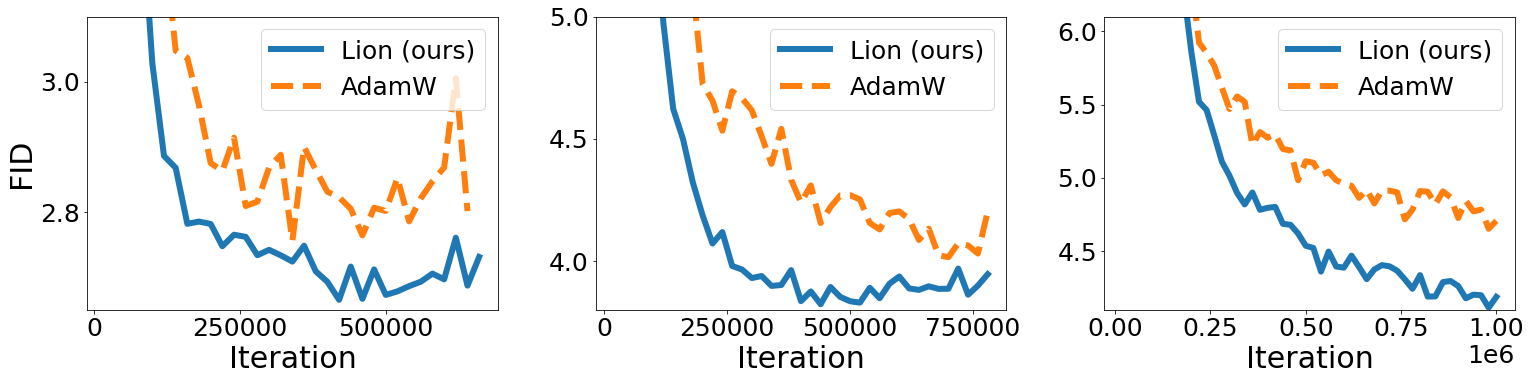 FID
3.0
2.8
Lion (ours)
AdamW
0
250000
500000
Iteration
5.0
4.5
4.0
Lion (ours)
AdamW
0
250000
500000
750000
Iteration
6.0
5.5
5.0
4.5
Lion (ours)
AdamW
0.00
0.25
0.50
0.75
1.00
1e6
Iteration